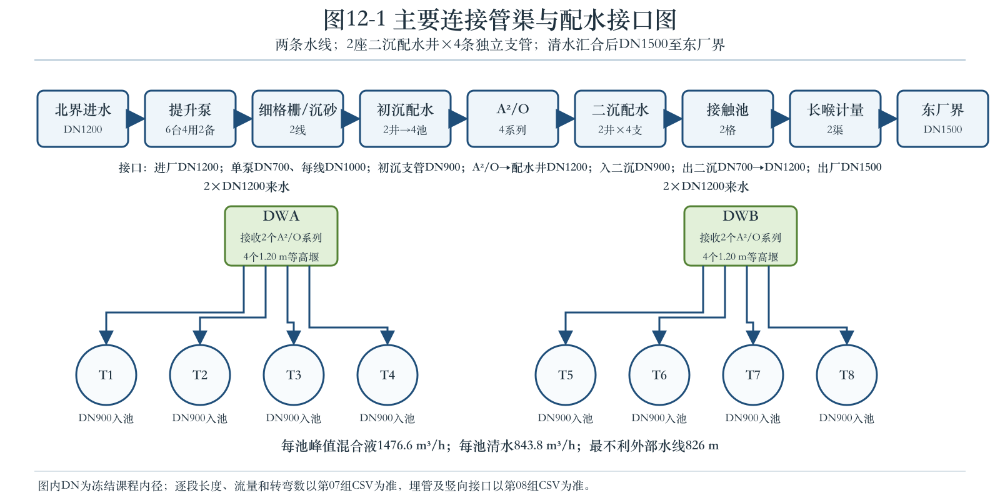 图12-1 主要连接管渠与配水接口图
两条水线；2座二沉配水井×4条独立支管；清水汇合后DN1500至东厂界
北界进水
DN1200
提升泵
6台4用2备
细格栅/沉砂
2线
初沉配水
2井→4池
A²/O
4系列
二沉配水
2井×4支
接触池
2格
长喉计量
2渠
东厂界
DN1500
接口：进厂DN1200；单泵DN700、每线DN1000；初沉支管DN900；A²/O→配水井DN1200；入二沉DN900；出二沉DN700→DN1200；出厂DN1500
2×DN1200来水
2×DN1200来水
DWA
接收2个A²/O系列
4个1.20 m等高堰
DWB
接收2个A²/O系列
4个1.20 m等高堰
T1
T2
T3
T4
T5
T6
T7
T8
DN900入池
DN900入池
DN900入池
DN900入池
DN900入池
DN900入池
DN900入池
DN900入池
每池峰值混合液1476.6 m³/h；每池清水843.8 m³/h；最不利外部水线826 m
图内DN为冻结课程内径；逐段长度、流量和转弯数以第07组CSV为准，埋管及竖向接口以第08组CSV为准。